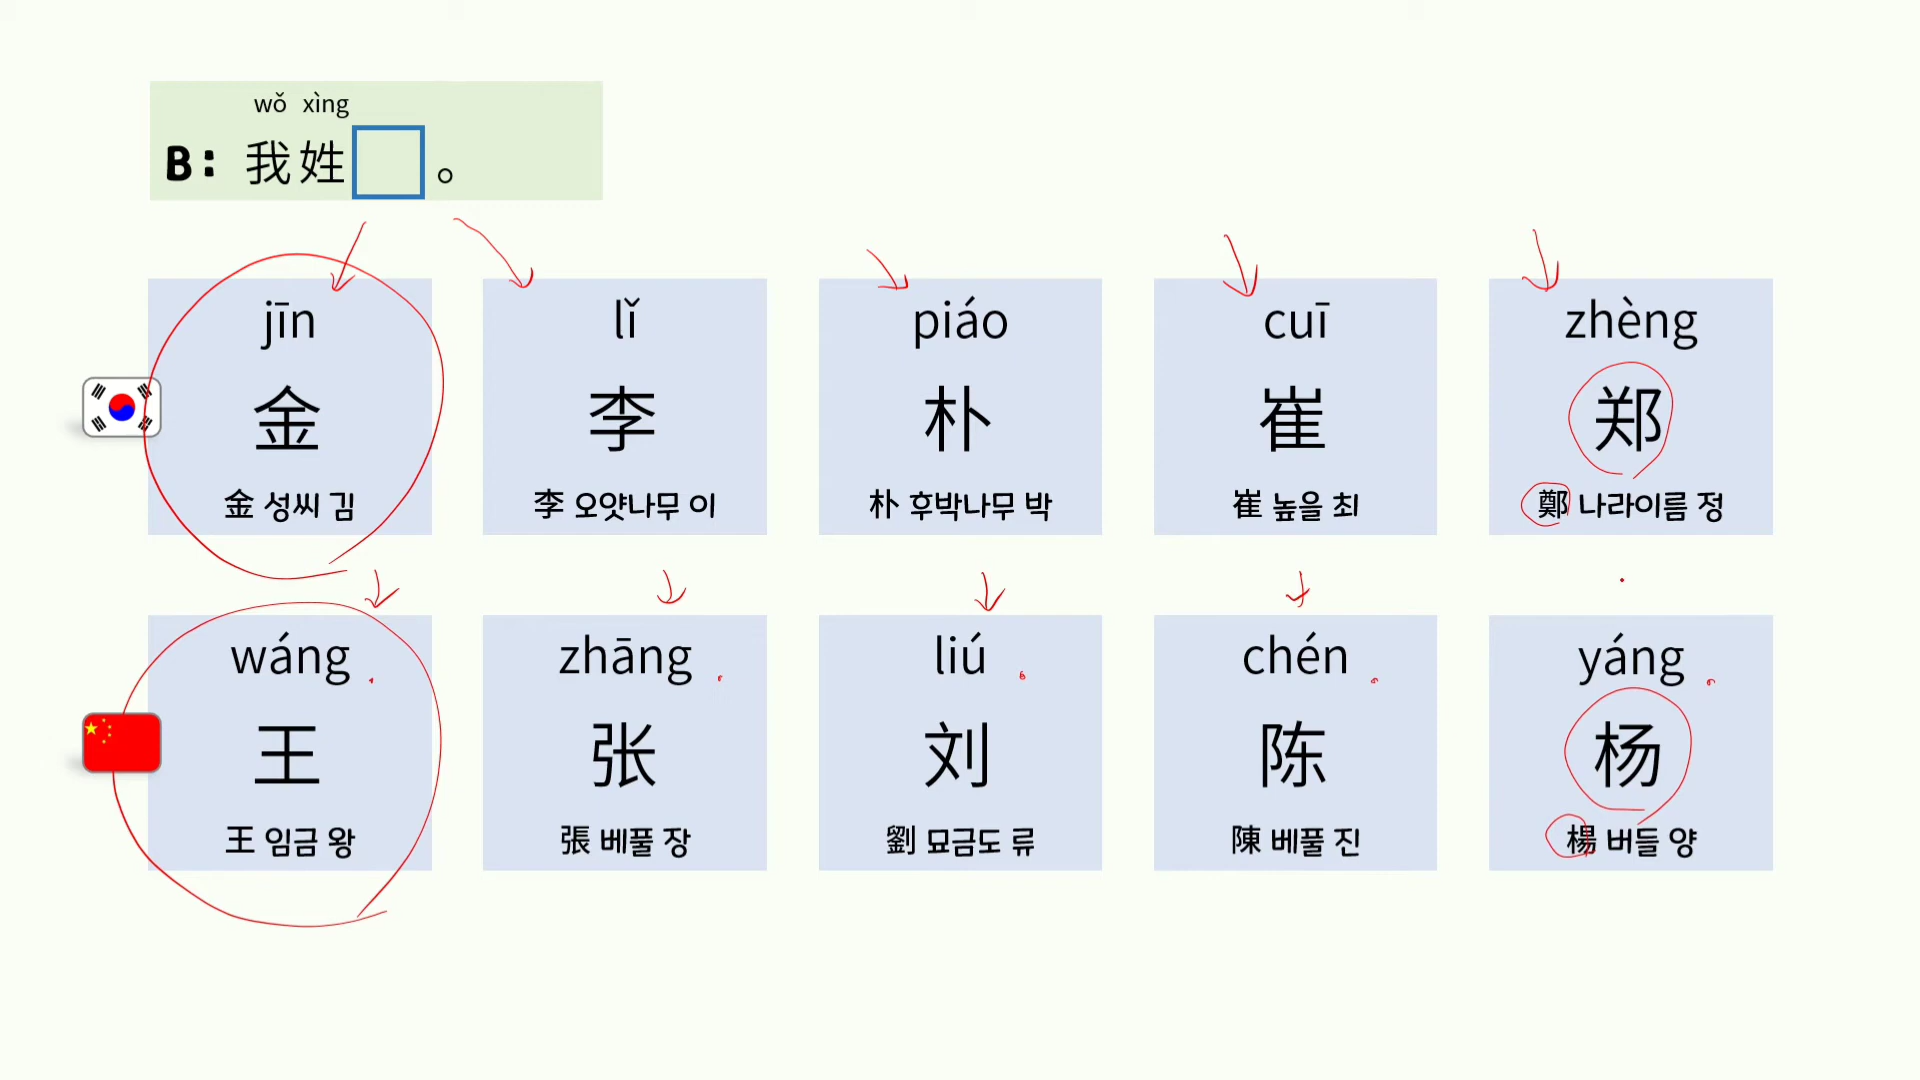 wǒ xìng
B: 我姓□。
jīn
金
金 성씨 김
lǐ
李
李 오얏나무 이
piáo
朴
朴 후박나무 박
cuī
崔
崔 높을 최
zhèng
郑
鄭 나라이름 정
wáng
王
王 임금 왕
zhāng
张
張 베풀 장
liú
刘
劉 묘금도 류
chén
陈
陳 베풀 진
yáng
杨
楊 버들 양